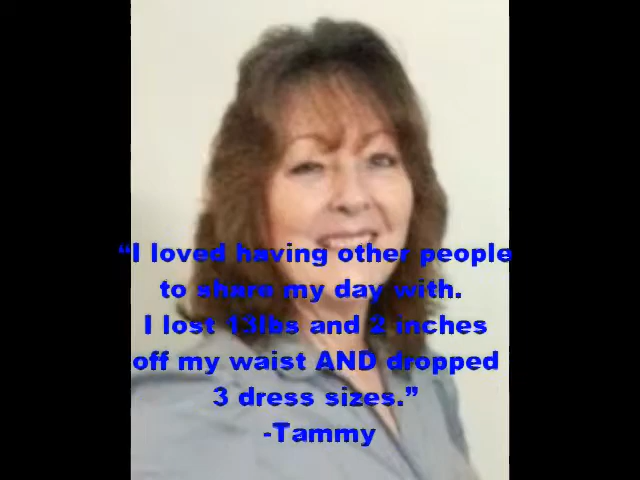 “I loved having other people
to share my day with.
I lost 13lbs and 2 inches
off my waist AND dropped
3 dress sizes.”
-Tammy